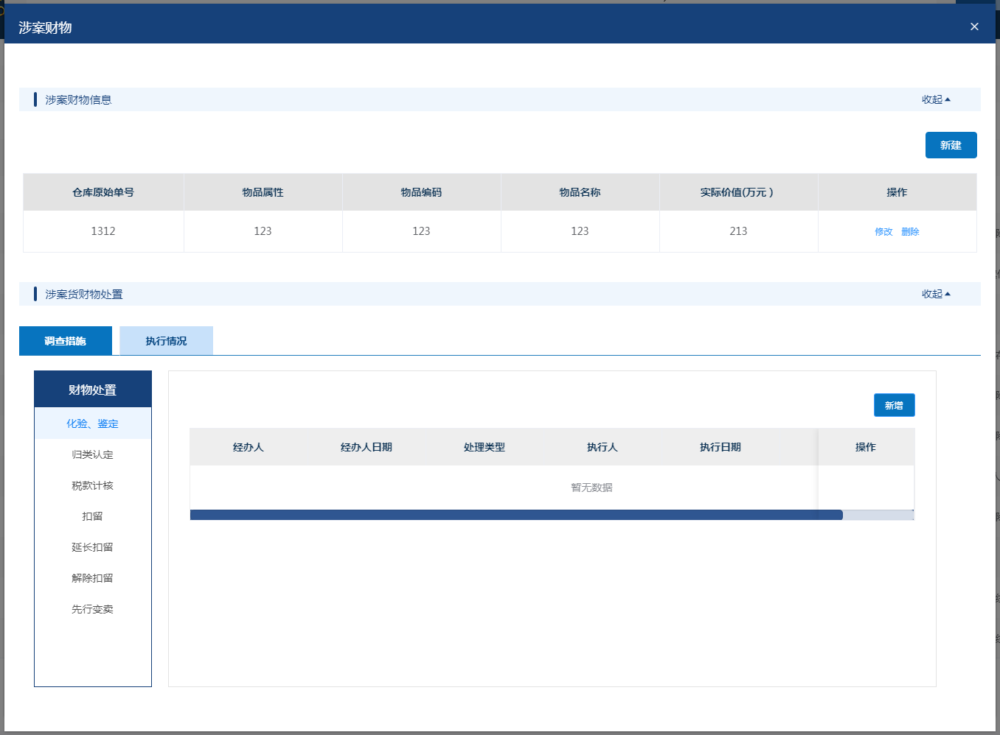 涉案财物
涉案财物信息 收起
新建
仓库原始单号 物品属性 物品编码 物品名称 实际价值(万元 ) 操作
1312 123 123 123 213 修改 删除
涉案货财物处置 收起
调查措施 执行情况
财物处置
化验、鉴定
归类认定
税款计核
扣留
延长扣留
解除扣留
先行变卖
新增
经办人 经办人日期 处理类型 执行人 执行日期 操作
暂无数据